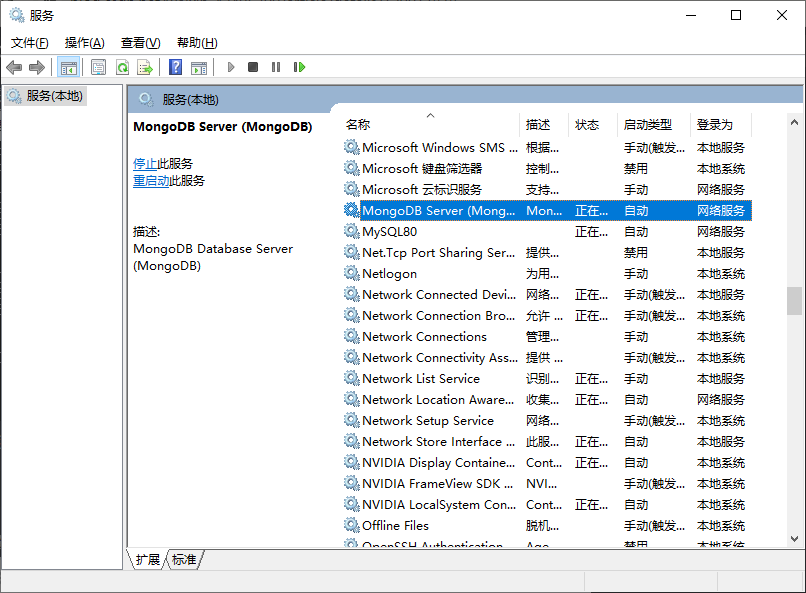 服务
文件(F) 操作(A) 查看(V) 帮助(H)
服务(本地)
服务(本地)
MongoDB Server (MongoDB)
停止此服务
重启动此服务
描述:
MongoDB Database Server
(MongoDB)
名称 描述 状态 启动类型 登录为
Microsoft Windows SMS ... 根据... 手动(触发... 本地服务
Microsoft 键盘筛选器 控制... 禁用 本地系统
Microsoft 云标识服务 支持... 手动 网络服务
MongoDB Server (Mong... Mon... 正在... 自动 网络服务
MySQL80 正在... 自动 网络服务
Net.Tcp Port Sharing Ser... 提供... 禁用 本地服务
Netlogon 为用... 手动 本地系统
Network Connected Devi... 网络... 正在... 手动(触发... 本地服务
Network Connection Bro... 允许 ... 正在... 手动(触发... 本地系统
Network Connections 管理... 手动 本地系统
Network Connectivity Ass... 提供 ... 手动(触发... 本地系统
Network List Service 识别... 正在... 手动 本地服务
Network Location Aware... 收集... 正在... 自动 网络服务
Network Setup Service 网络... 手动(触发... 本地系统
Network Store Interface ... 此服... 正在... 自动 本地服务
NVIDIA Display Containe... Cont... 正在... 自动 本地系统
NVIDIA FrameView SDK ... NVI... 手动(触发... 本地系统
NVIDIA LocalSystem Con... Cont... 正在... 自动 本地系统
Offline Files 脱机... 手动(触发... 本地系统
OpenSSH Authentication ... Age... 禁用 本地系统
扩展 标准